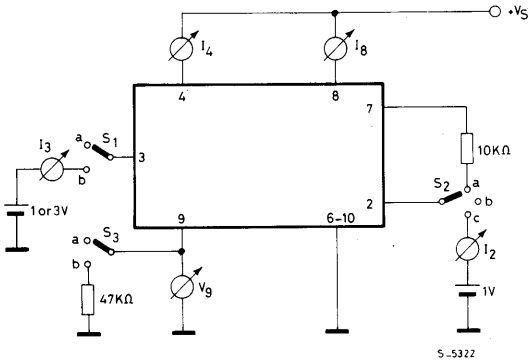 +VS
I4
I8
4
8
7
I3
a
S1
3
b
10KΩ
1 or 3V
S2
a
b
2
c
9
6-10
a
S3
b
I2
V9
47KΩ
1V
S_5322